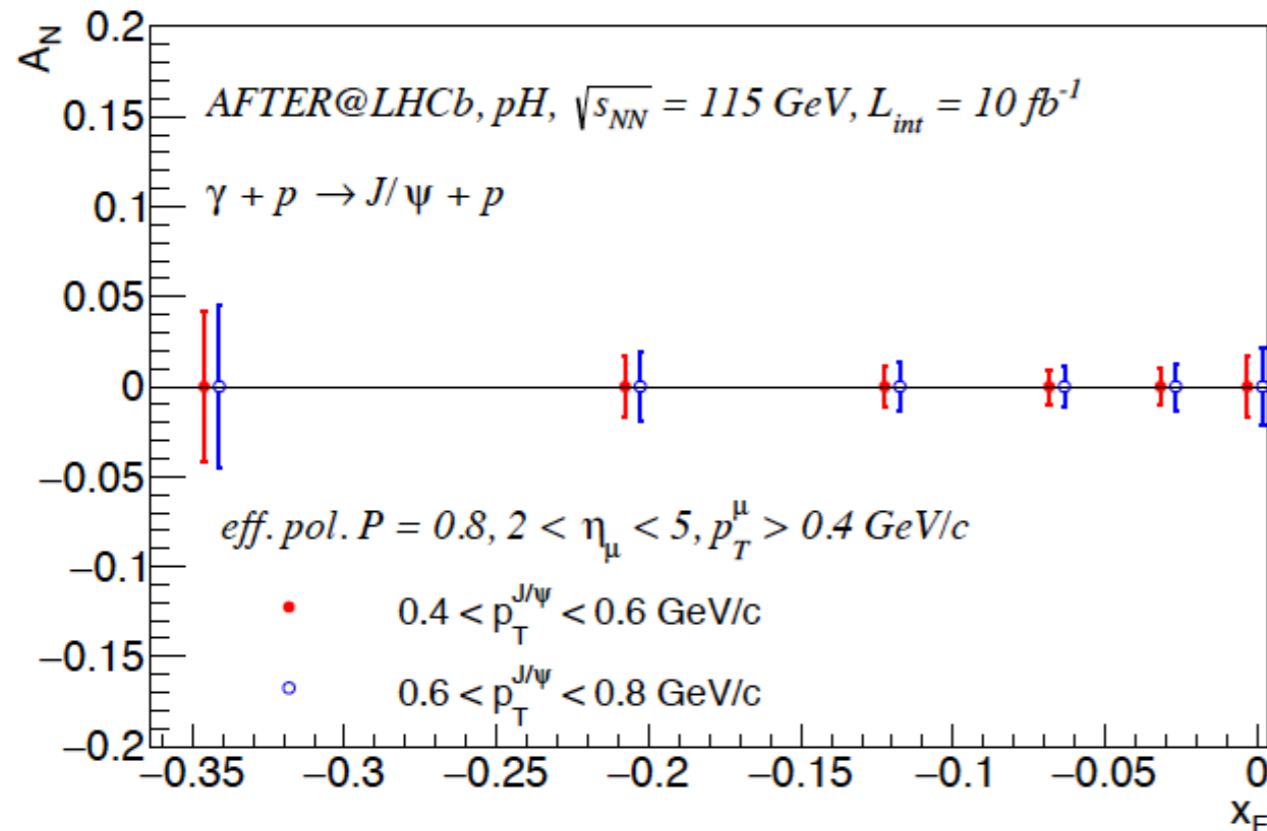 A_N
0.2
AFTER@LHCb, pH, √s_NN = 115 GeV, L_int = 10 fb^-1
0.15
γ + p → J/ψ + p
0.1
0.05
0
−0.05
eff. pol. P = 0.8, 2 < η_μ < 5, p_T^μ > 0.4 GeV/c
−0.1
0.4 < p_T^J/ψ < 0.6 GeV/c
−0.15
0.6 < p_T^J/ψ < 0.8 GeV/c
−0.2
−0.35 −0.3 −0.25 −0.2 −0.15 −0.1 −0.05 0
x_F